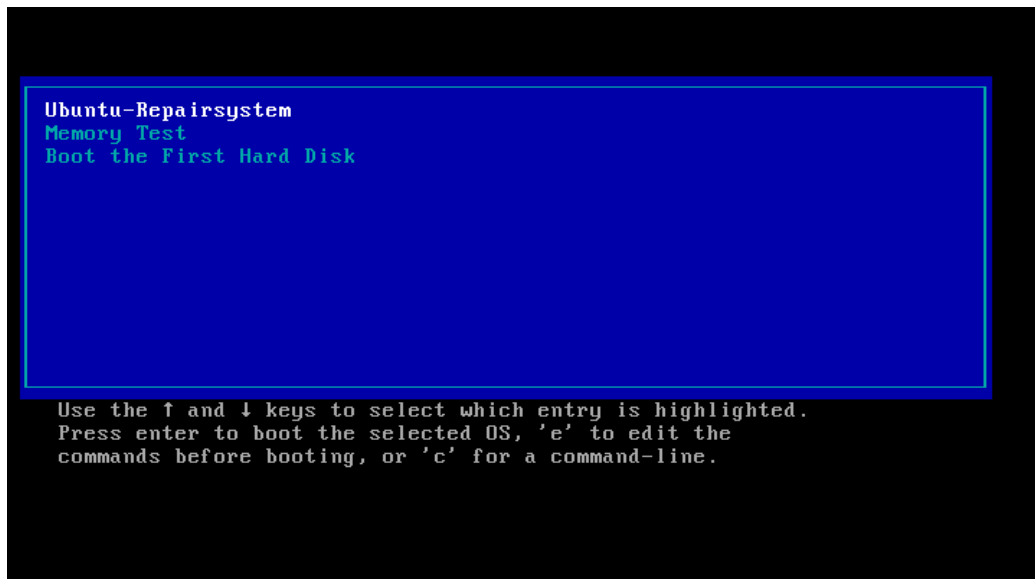 Ubuntu-Repairsystem
Memory Test
Boot the First Hard Disk
Use the ↑ and ↓ keys to select which entry is highlighted.
Press enter to boot the selected OS, 'e' to edit the
commands before booting, or 'c' for a command-line.